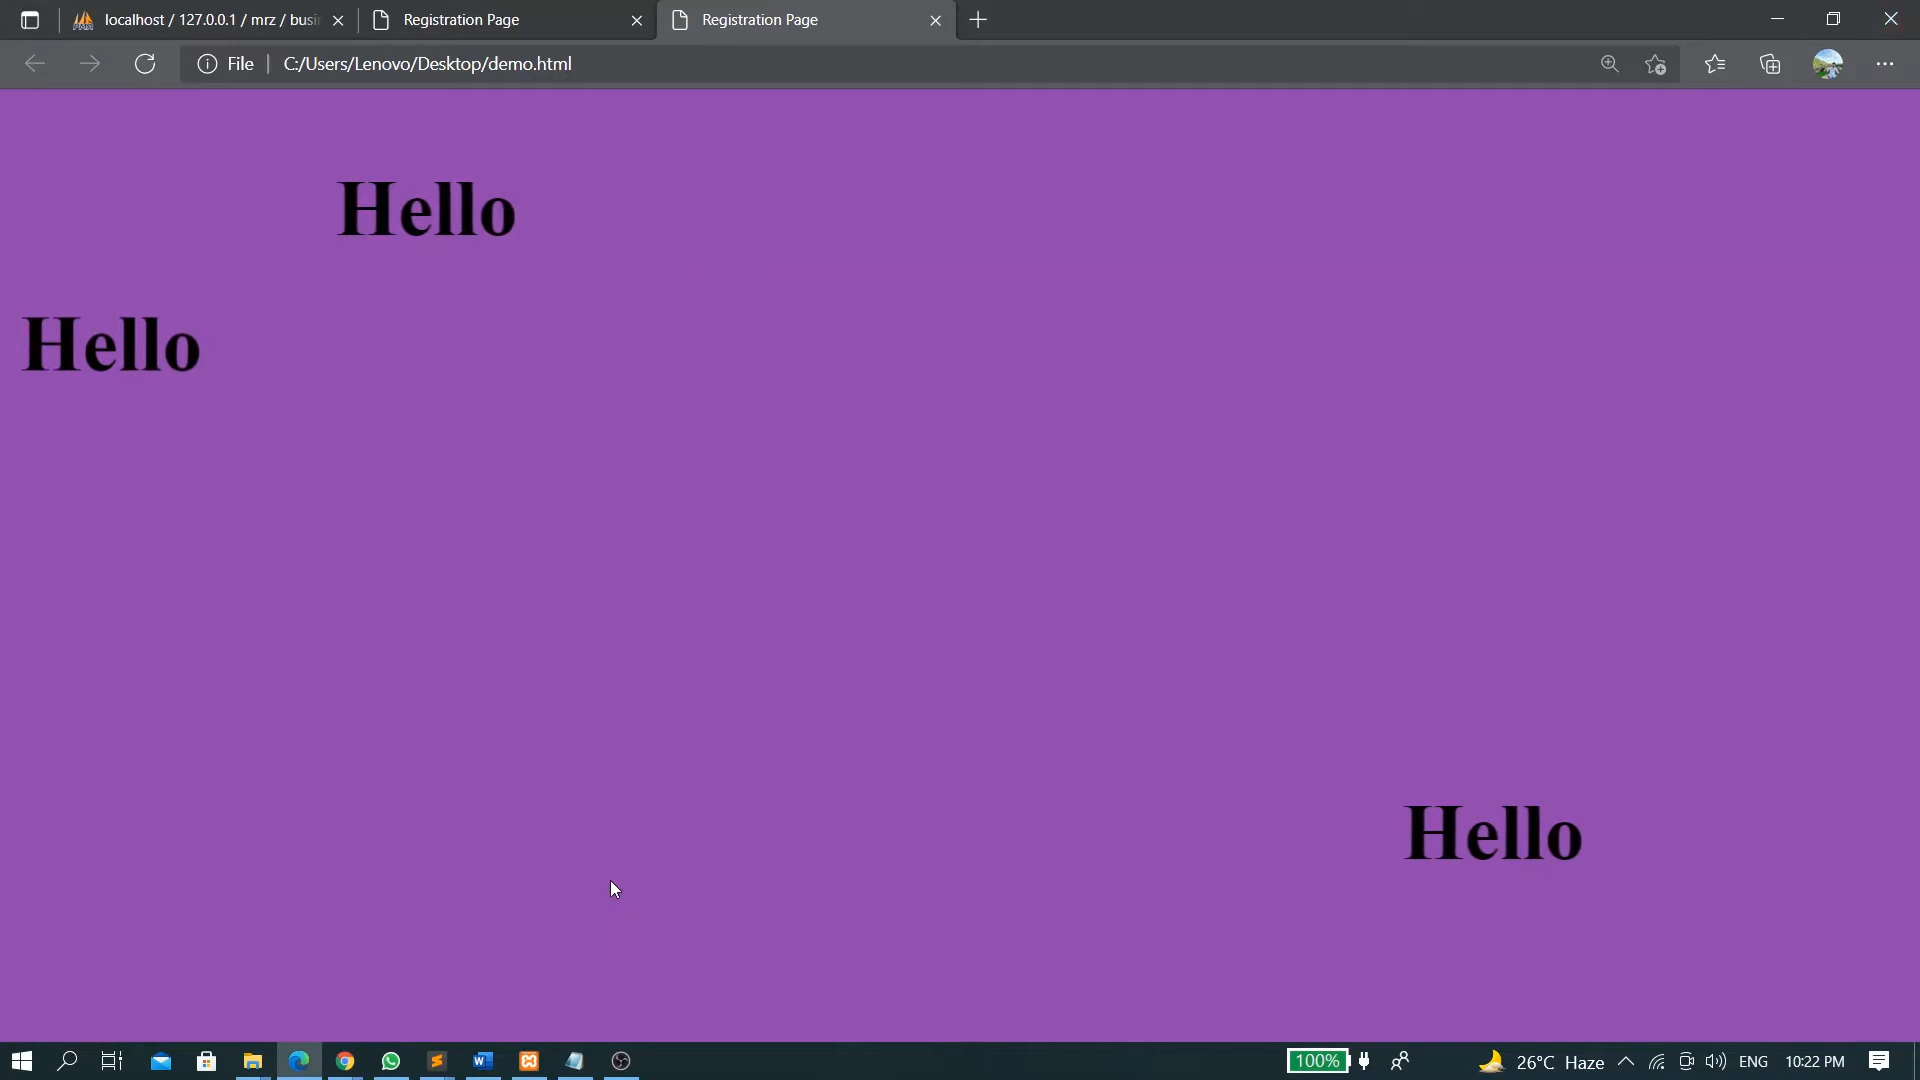 localhost / 127.0.0.1 / mrz / busi
Registration Page
Registration Page
File
C:/Users/Lenovo/Desktop/demo.html
Hello
Hello
Hello
100%
26°C Haze
ENG
10:22 PM